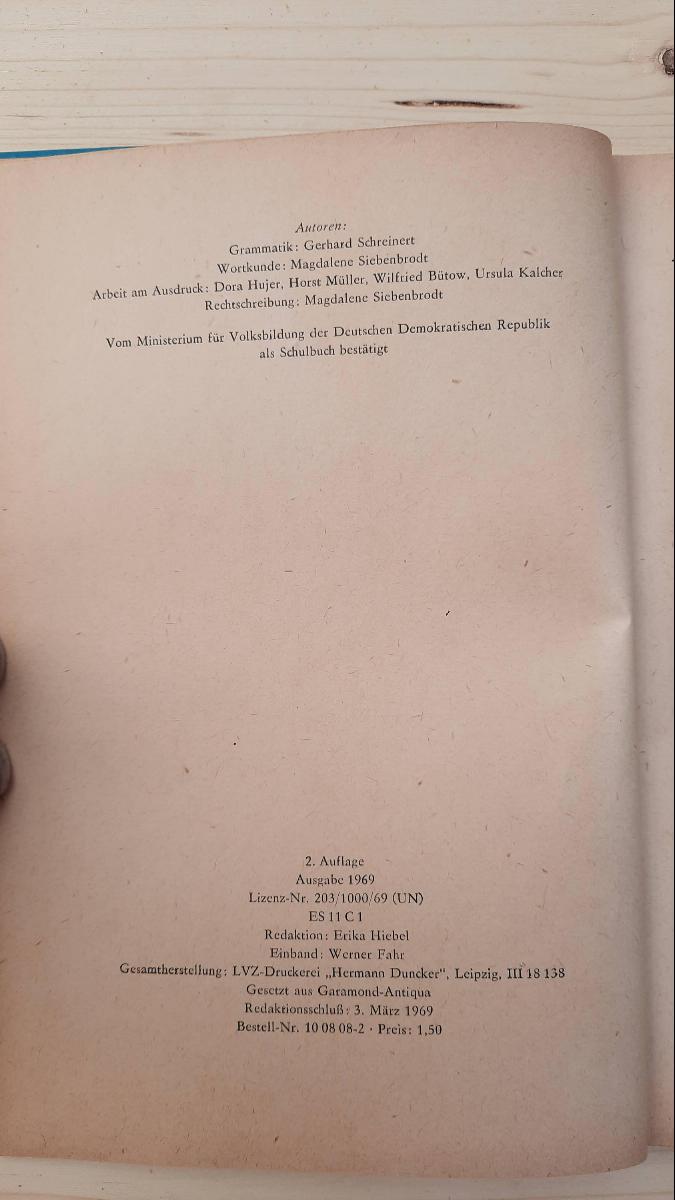 Autoren:
Grammatik: Gerhard Schreinert
Wortkunde: Magdalene Siebenbrodt
Arbeit am Ausdruck: Dora Hujer, Horst Müller, Wilfried Bütow, Ursula Kalcher
Rechtschreibung: Magdalene Siebenbrodt
Vom Ministerium für Volksbildung der Deutschen Demokratischen Republik
als Schulbuch bestätigt
2. Auflage
Ausgabe 1969
Lizenz-Nr. 203/1000/69 (UN)
ES 11 C 1
Redaktion: Erika Hiebel
Einband: Werner Fahr
Gesamtherstellung: LVZ-Druckerei „Hermann Duncker“, Leipzig, III 18 138
Gesetzt aus Garamond-Antiqua
Redaktionsschluß: 3. März 1969
Bestell-Nr. 10 08 08-2 · Preis: 1,50